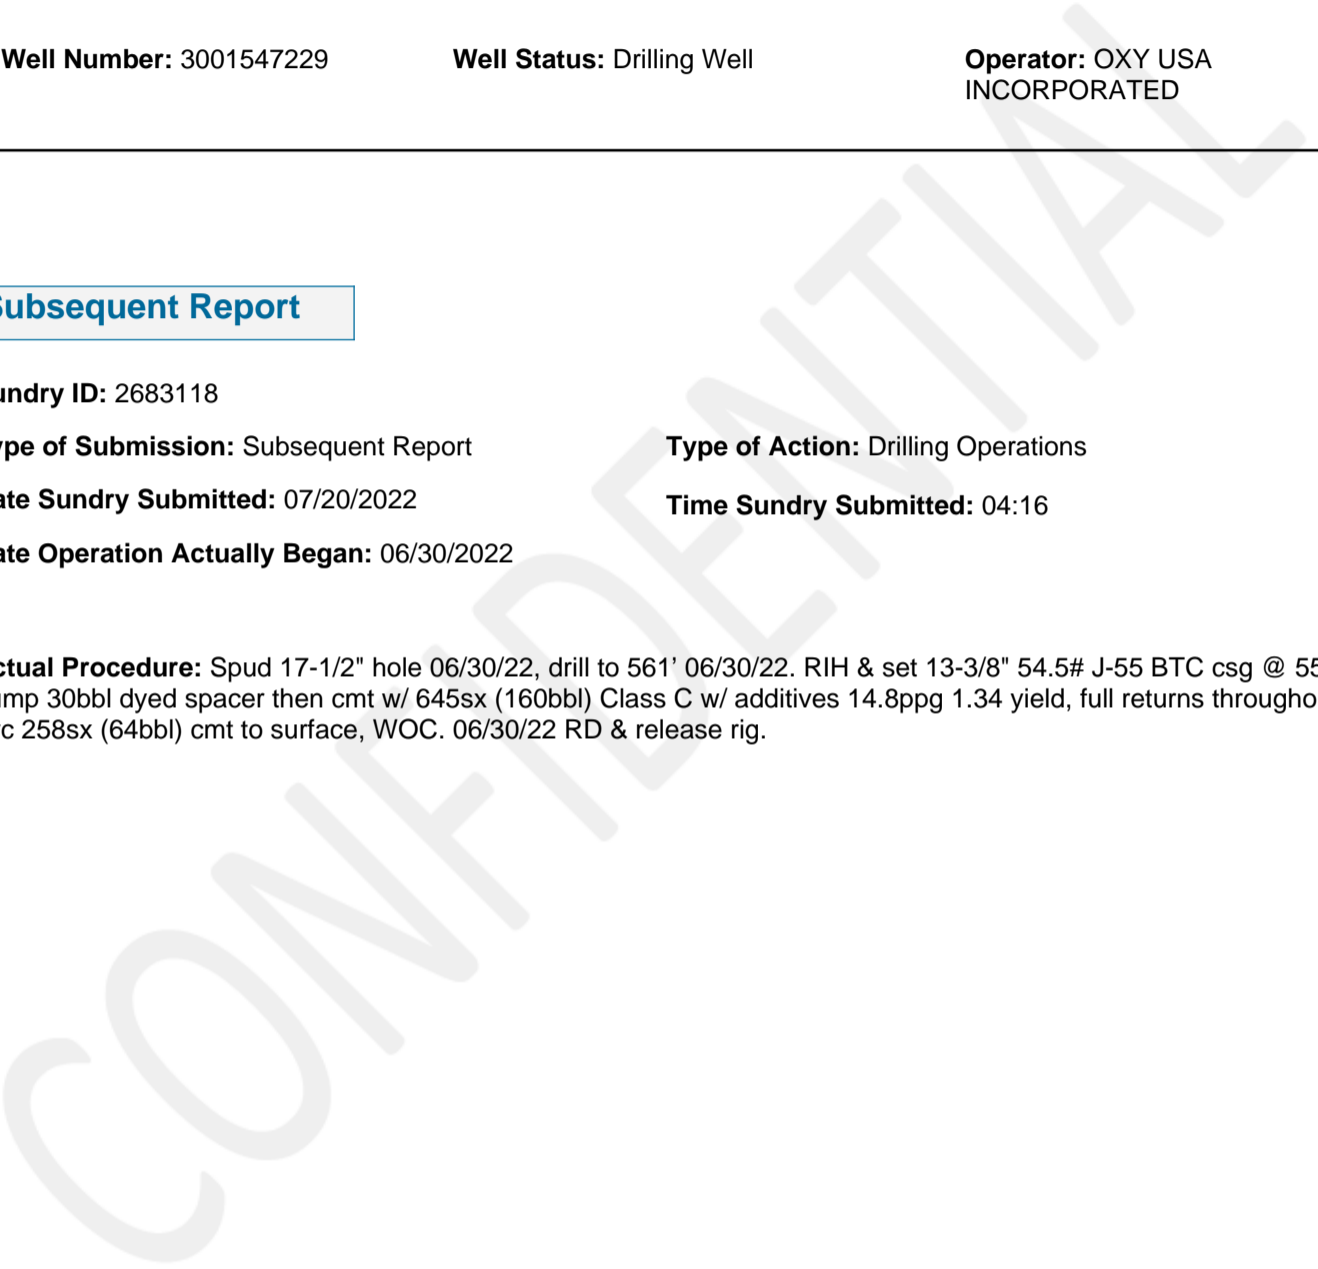 Well Number: 3001547229 Well Status: Drilling Well Operator: OXY USA
INCORPORATED
Subsequent Report
undry ID: 2683118
ype of Submission: Subsequent Report Type of Action: Drilling Operations
ate Sundry Submitted: 07/20/2022 Time Sundry Submitted: 04:16
ate Operation Actually Began: 06/30/2022
ctual Procedure: Spud 17-1/2" hole 06/30/22, drill to 561’ 06/30/22. RIH & set 13-3/8" 54.5# J-55 BTC csg @ 55
ump 30bbl dyed spacer then cmt w/ 645sx (160bbl) Class C w/ additives 14.8ppg 1.34 yield, full returns througho
c 258sx (64bbl) cmt to surface, WOC. 06/30/22 RD & release rig.
CONFIDENTIAL